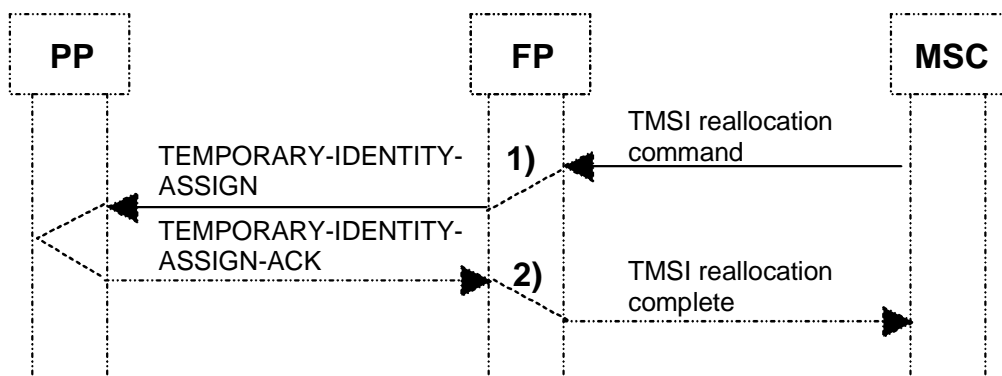 PP
FP
MSC
TMSI reallocation
command
1)
TEMPORARY-IDENTITY-
ASSIGN
TEMPORARY-IDENTITY-
ASSIGN-ACK
2)
TMSI reallocation
complete